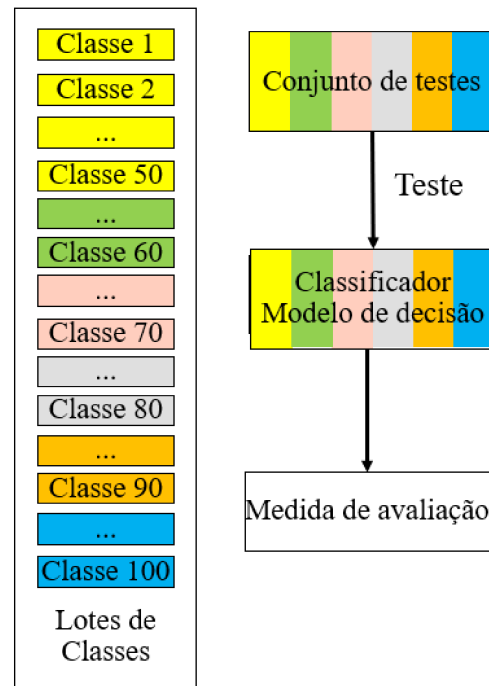 Classe 1
Classe 2
...
Classe 50
...
Classe 60
...
Classe 70
...
Classe 80
...
Classe 90
...
Classe 100
Lotes de
Classes
Conjunto de testes
Teste
Classificador
Modelo de decisão
Medida de avaliação